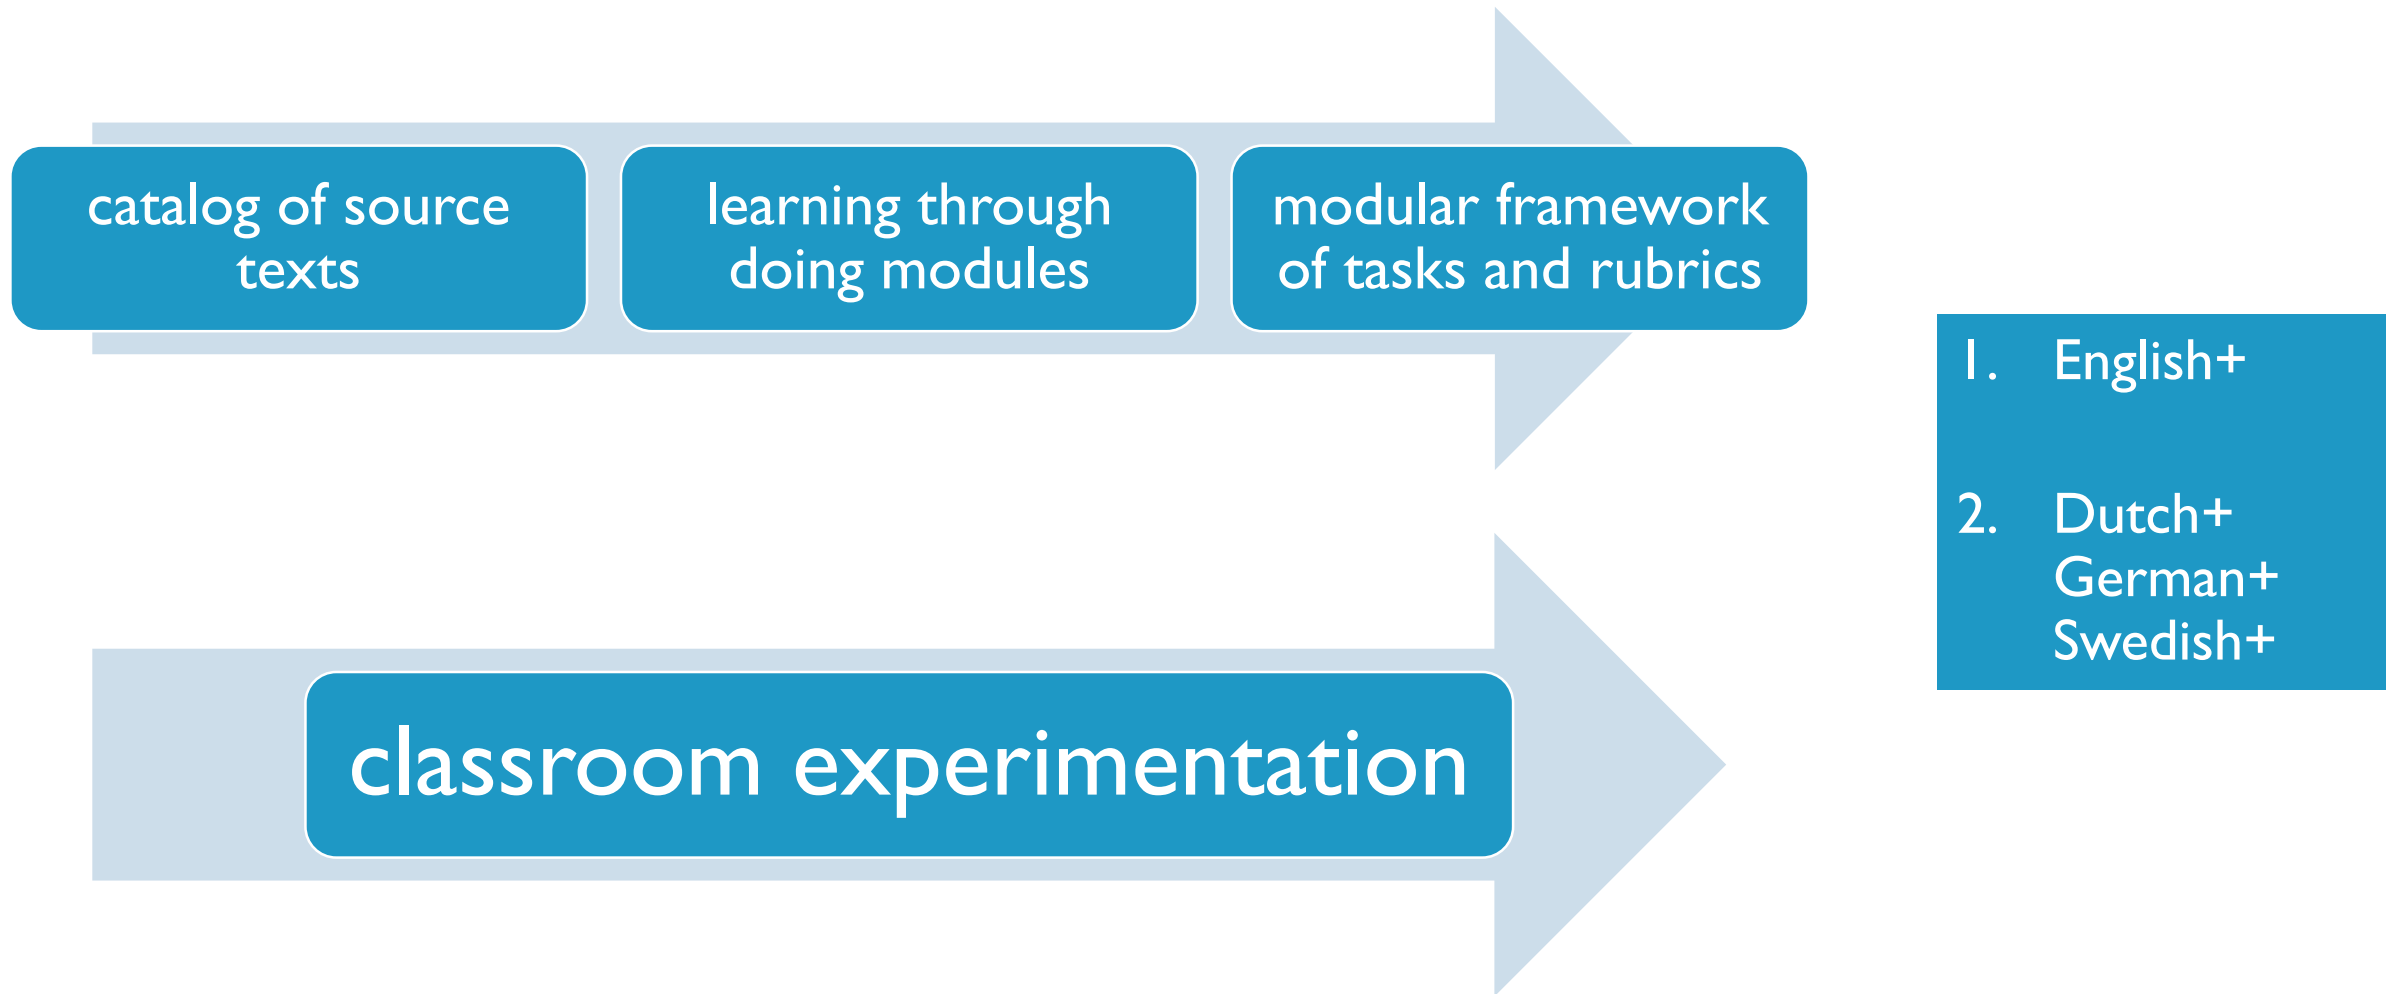 catalog of source
texts
learning through
doing modules
modular framework
of tasks and rubrics
1. English+
2. Dutch+
German+
Swedish+
classroom experimentation